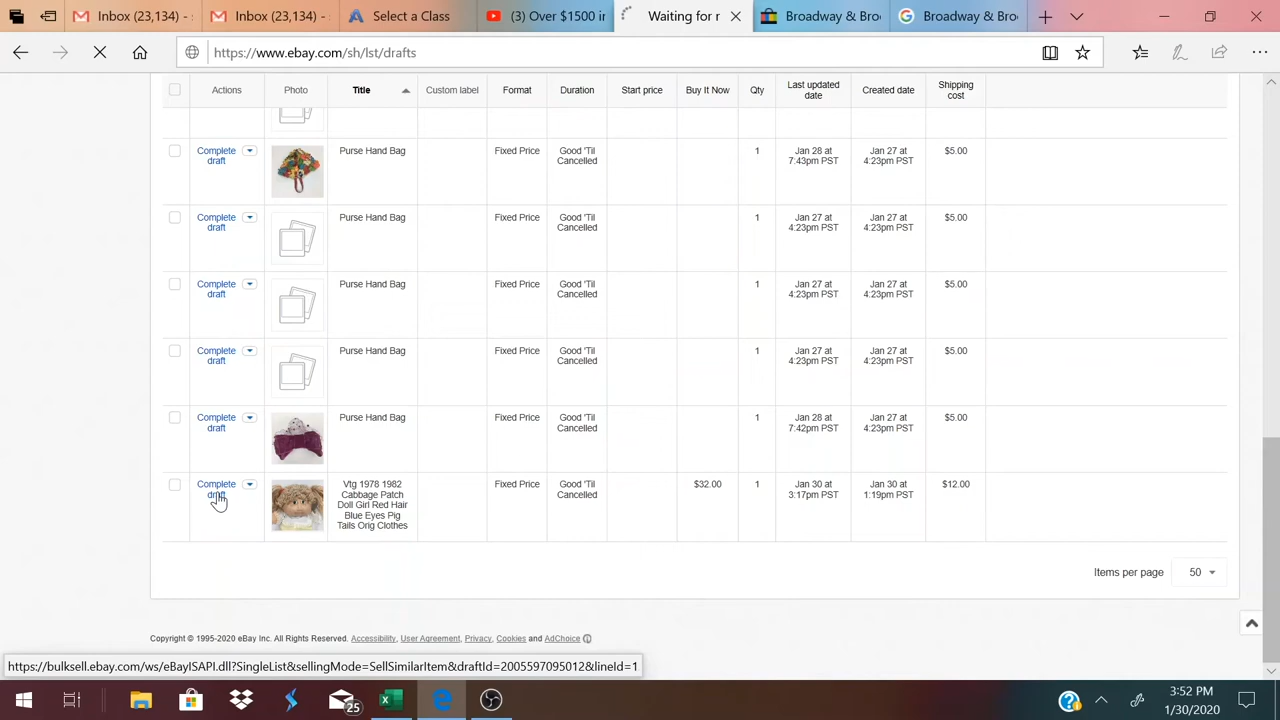 Inbox (23,134) -
Inbox (23,134) -
Select a Class
(3) Over $1500 in
Waiting for r
Broadway & Bro
Broadway & Bro
https://www.ebay.com/sh/lst/drafts
Actions
Photo
Title
Custom label
Format
Duration
Start price
Buy It Now
Qty
Last updated
date
Created date
Shipping
cost
Complete
draft
Purse Hand Bag
Fixed Price
Good 'Til
Cancelled
1
Jan 28 at
7:43pm PST
Jan 27 at
4:23pm PST
$5.00
Complete
draft
Purse Hand Bag
Fixed Price
Good 'Til
Cancelled
1
Jan 27 at
4:23pm PST
Jan 27 at
4:23pm PST
$5.00
Complete
draft
Purse Hand Bag
Fixed Price
Good 'Til
Cancelled
1
Jan 27 at
4:23pm PST
Jan 27 at
4:23pm PST
$5.00
Complete
draft
Purse Hand Bag
Fixed Price
Good 'Til
Cancelled
1
Jan 27 at
4:23pm PST
Jan 27 at
4:23pm PST
$5.00
Complete
draft
Purse Hand Bag
Fixed Price
Good 'Til
Cancelled
1
Jan 28 at
7:42pm PST
Jan 27 at
4:23pm PST
$5.00
Complete
draft
Vtg 1978 1982
Cabbage Patch
Doll Girl Red Hair
Blue Eyes Pig
Tails Orig Clothes
Fixed Price
Good 'Til
Cancelled
$32.00
1
Jan 30 at
3:17pm PST
Jan 30 at
1:19pm PST
$12.00
Items per page
50
Copyright © 1995-2020 eBay Inc. All Rights Reserved. Accessibility, User Agreement, Privacy, Cookies and AdChoice
https://bulksell.ebay.com/ws/eBayISAPI.dll?SingleList&sellingMode=SellSimilarItem&draftId=2005597095012&lineId=1
25
3:52 PM
1/30/2020